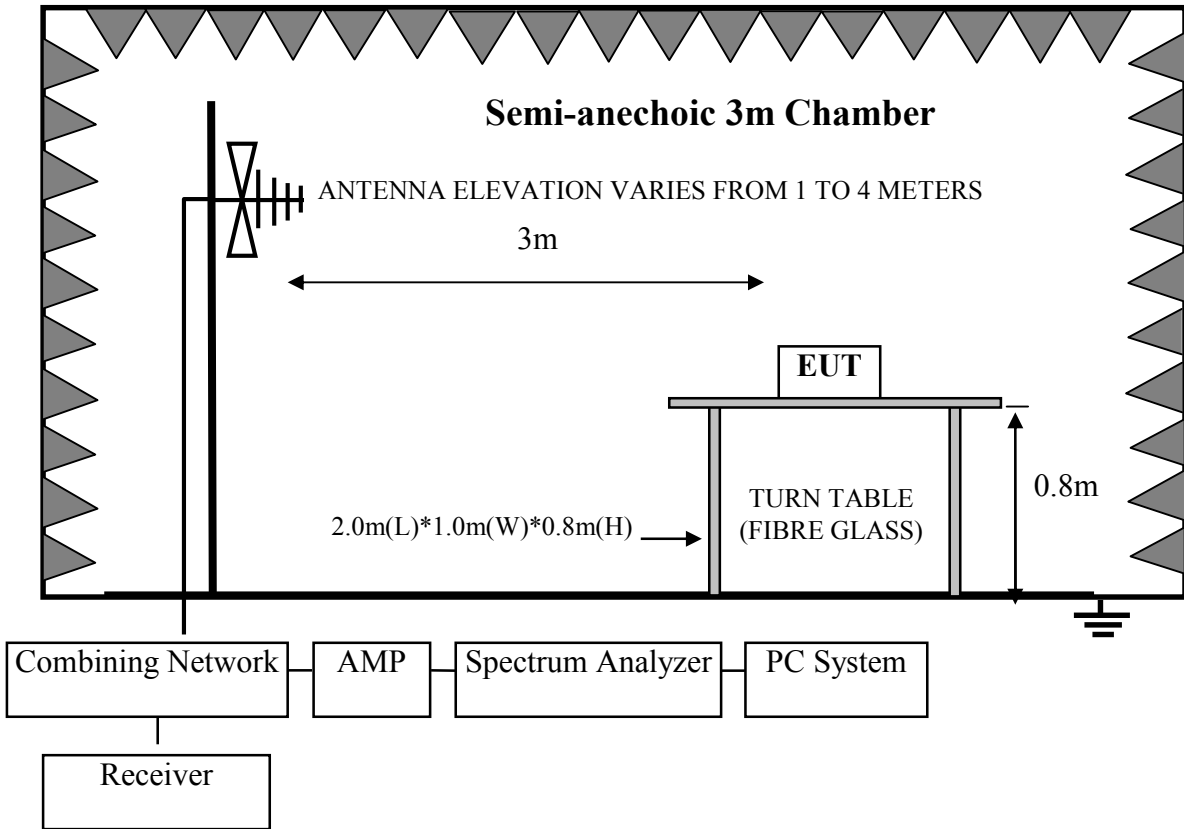 Semi-anechoic 3m Chamber
ANTENNA ELEVATION VARIES FROM 1 TO 4 METERS
3m
EUT
0.8m
TURN TABLE
(FIBRE GLASS)
2.0m(L)*1.0m(W)*0.8m(H)
Combining Network
AMP
Spectrum Analyzer
PC System
Receiver